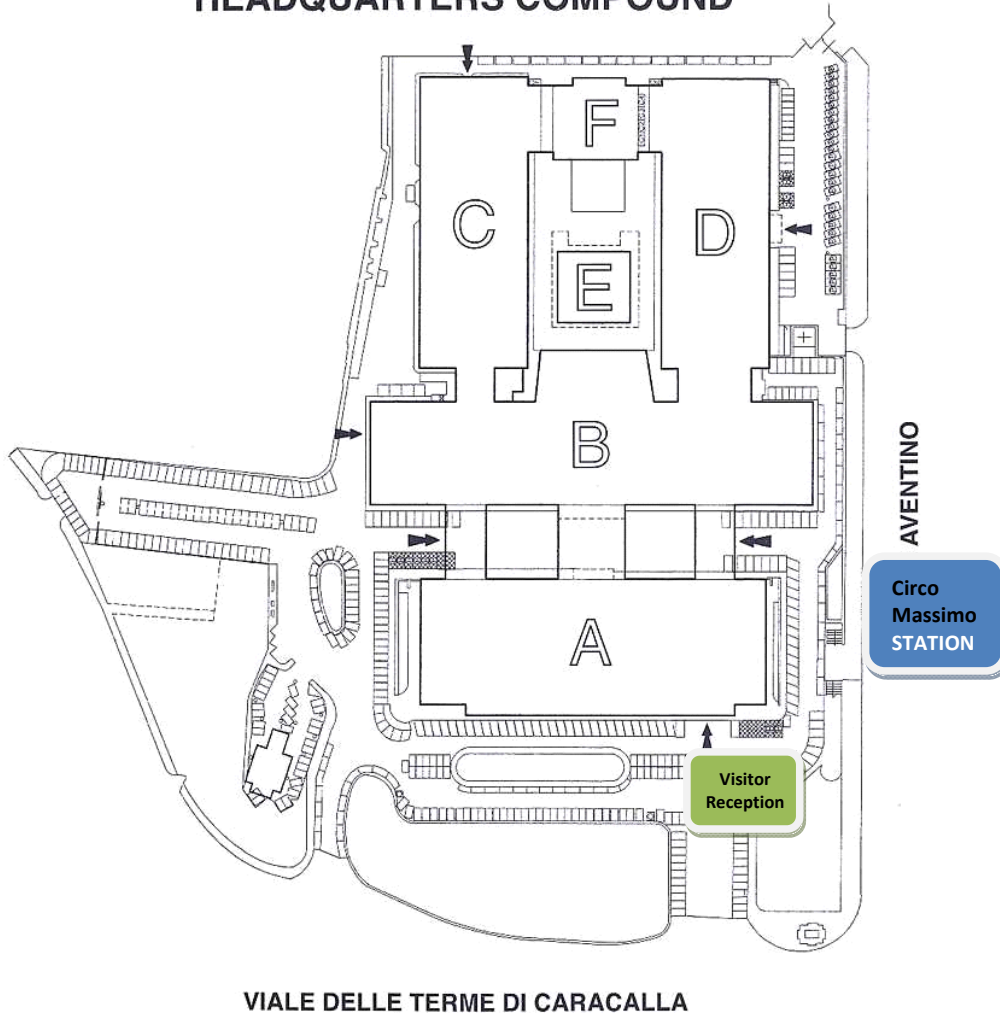 HEADQUARTERS COMPOUND
F
C
D
E
B
AVENTINO
A
Circo
Massimo
STATION
Visitor
Reception
VIALE DELLE TERME DI CARACALLA